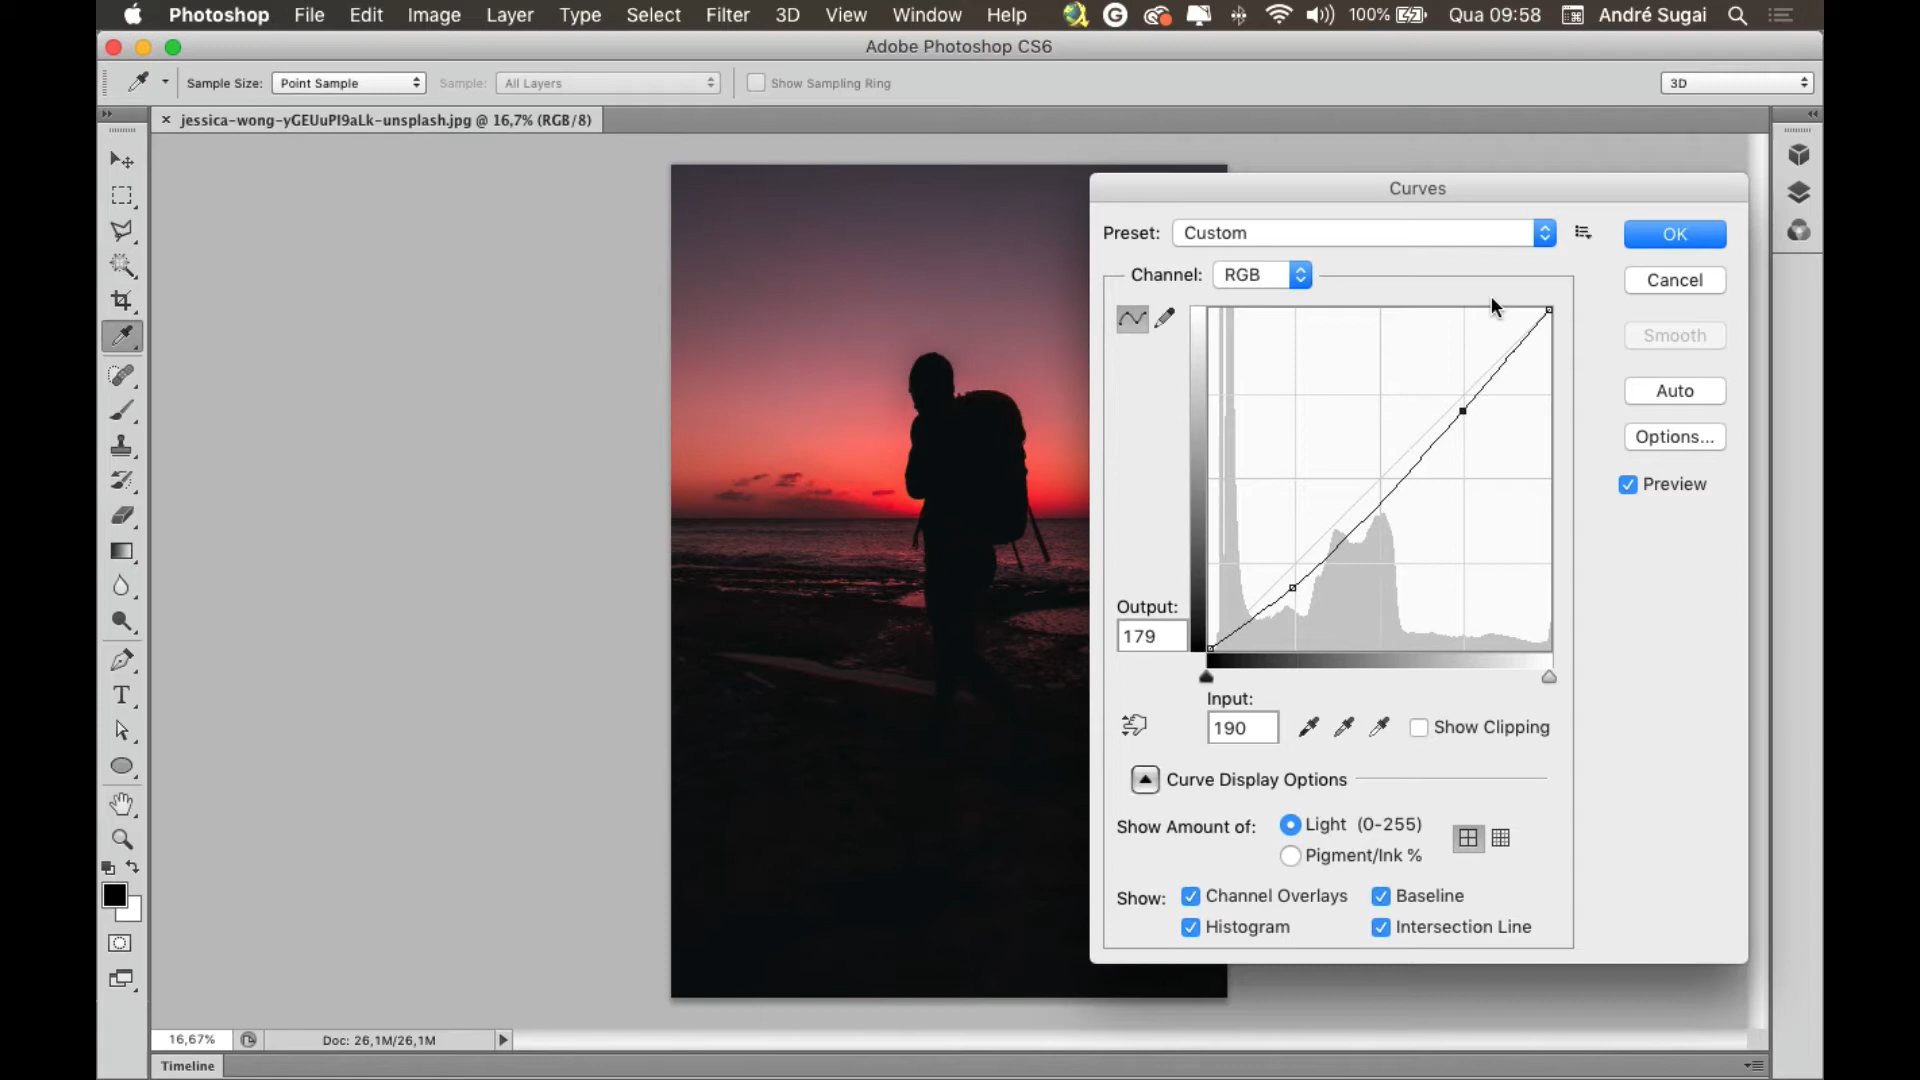 Photoshop File Edit Image Layer Type Select Filter 3D View Window Help 100% Qua 09:58 André Sugai
Adobe Photoshop CS6
Sample Size: Point Sample Sample: All Layers Show Sampling Ring 3D
× jessica-wong-yGEUuPI9aLk-unsplash.jpg @ 16,7% (RGB/8)
Curves
Preset: Custom OK
Channel: RGB Cancel
Smooth
Auto
Options...
Preview
Output:
179
Input:
190 Show Clipping
Curve Display Options
Show Amount of: Light (0-255)
Pigment/Ink %
Show: Channel Overlays Baseline
Histogram Intersection Line
16,67% Doc: 26,1M/26,1M
Timeline